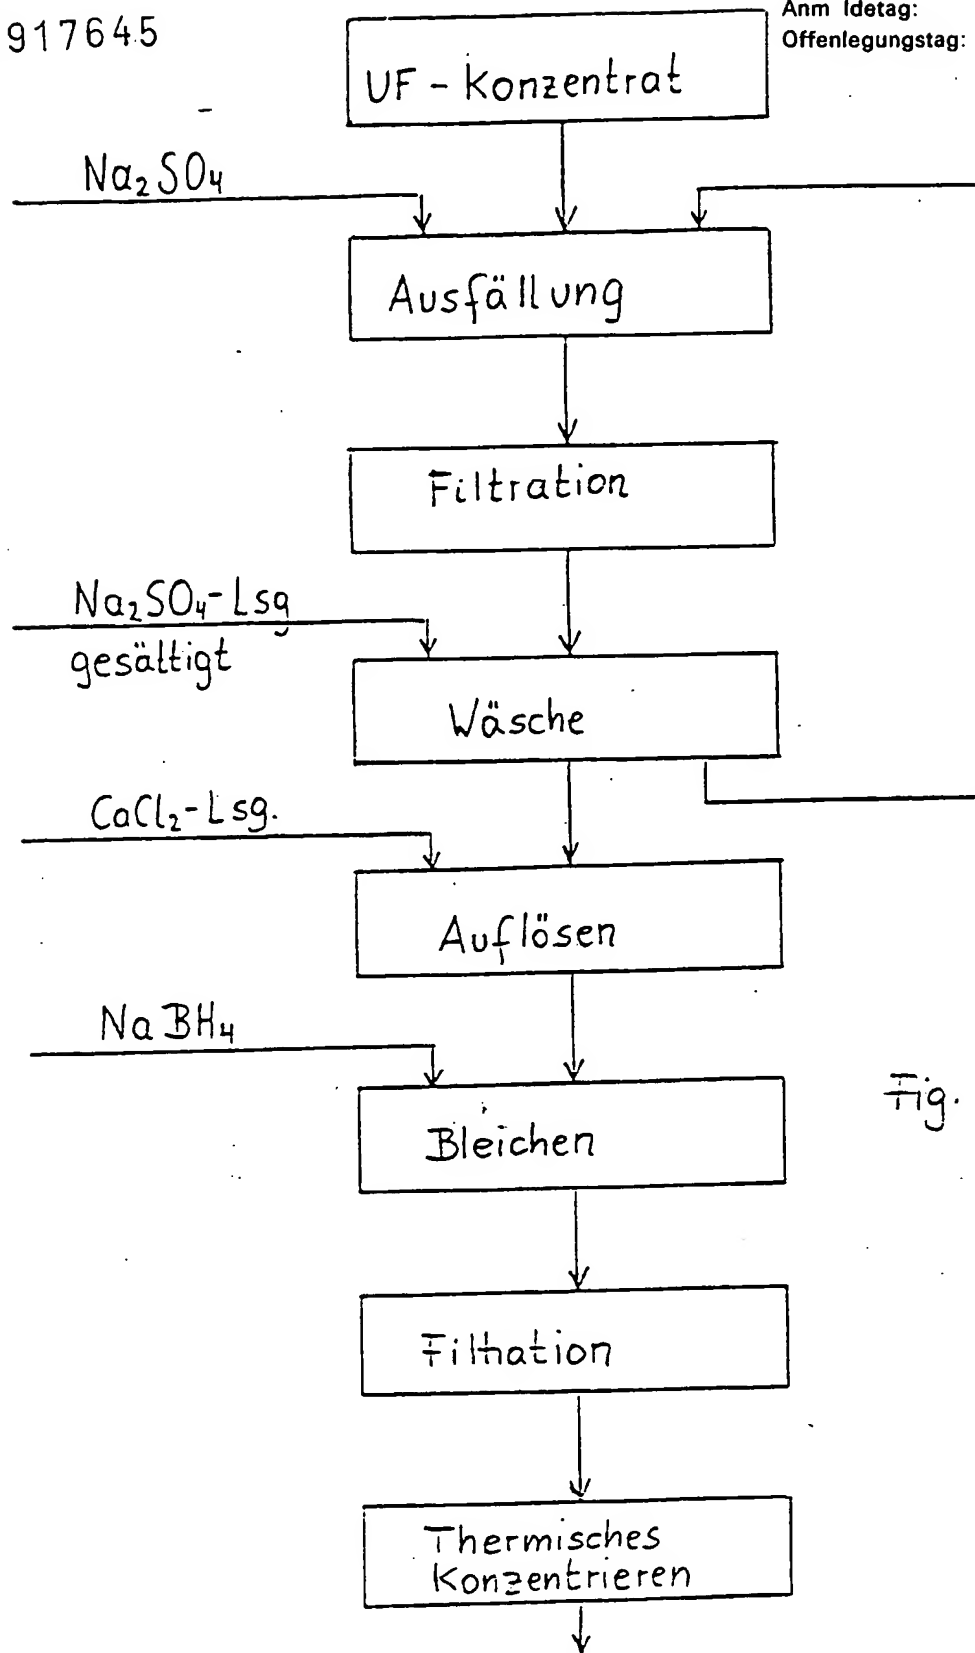 917645
Anm ldetag:
Offenlegungstag:
UF - Konzentrat
Na₂SO₄
Ausfällung
Filtration
Na₂SO₄-Lsg
gesättigt
Wäsche
CaCl₂-Lsg.
Auflösen
NaBH₄
Fig.
Bleichen
Filtration
Thermisches
Konzentrieren